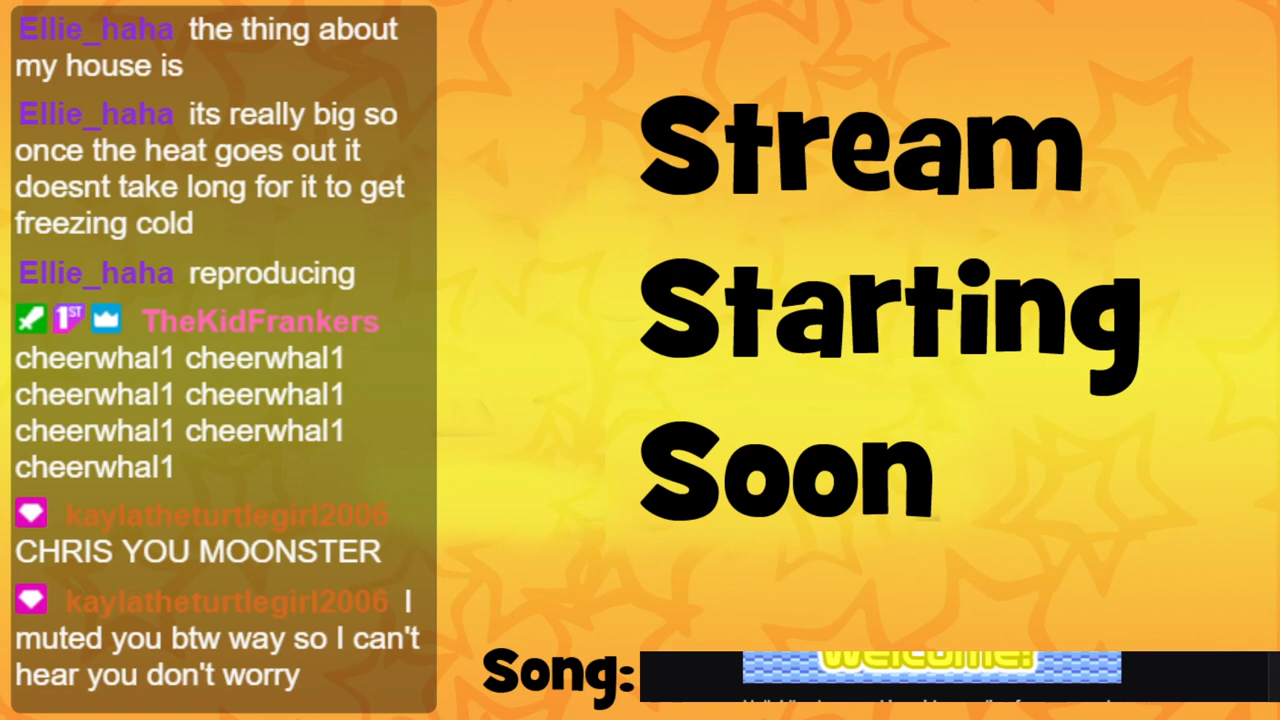 Ellie_haha the thing about
my house is
Ellie_haha its really big so
once the heat goes out it
doesnt take long for it to get
freezing cold
Ellie_haha reproducing
1ST TheKidFrankers
cheerwhal1 cheerwhal1
cheerwhal1 cheerwhal1
cheerwhal1 cheerwhal1
cheerwhal1
kaylatheturtlegirl2006
CHRIS YOU MOONSTER
kaylatheturtlegirl2006 I
muted you btw way so I can't
hear you don't worry
Stream
Starting
Soon
Song:
Welcome!